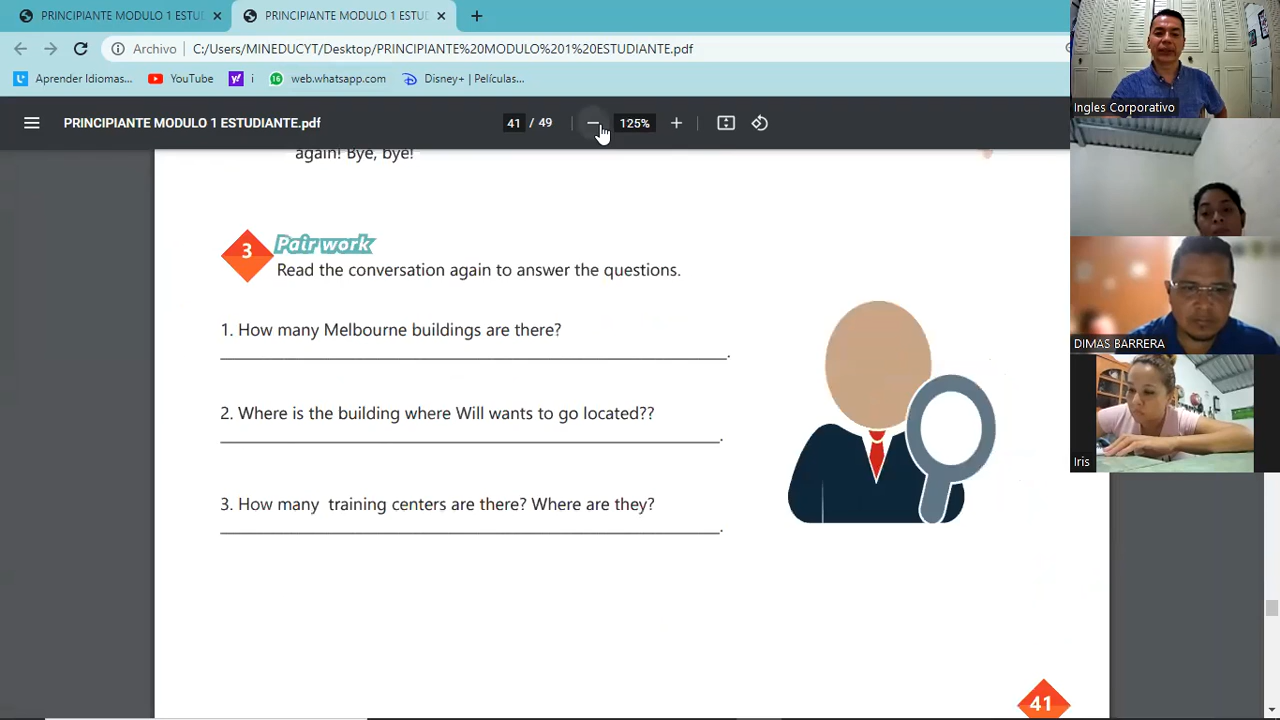 PRINCIPIANTE MODULO 1 ESTU
PRINCIPIANTE MODULO 1 ESTUD
Archivo
C:/Users/MINEDUCYT/Desktop/PRINCIPIANTE%20MODULO%201%20ESTUDIANTE.pdf
Aprender Idiomas...
YouTube
i
web.whatsapp.com
Disney+ | Películas,...
PRINCIPIANTE MODULO 1 ESTUDIANTE.pdf
41 / 49
125%
Ingles Corporativo
again! Bye, bye!
3
Pair work
Read the conversation again to answer the questions.
1. How many Melbourne buildings are there?
2. Where is the building where Will wants to go located??
3. How many training centers are there? Where are they?
DIMAS BARRERA
Iris
41